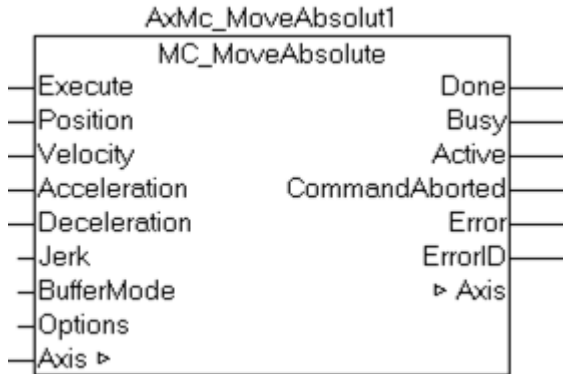 AxMc_MoveAbsolut1
MC_MoveAbsolute
Execute Done
Position Busy
Velocity Active
Acceleration CommandAborted
Deceleration Error
Jerk ErrorID
BufferMode ▷ Axis
Options
Axis ▷